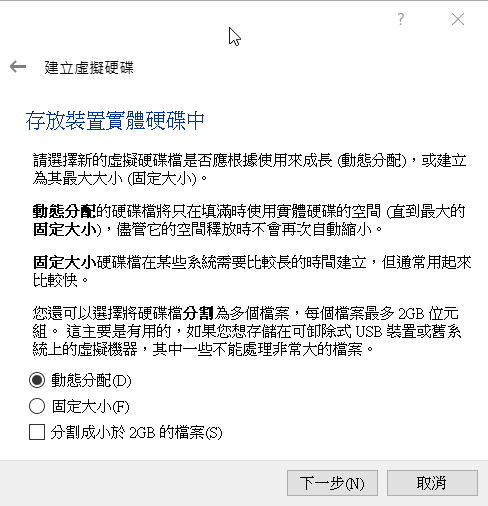 ?
建立虛擬硬碟
存放裝置實體硬碟中
請選擇新的虛擬硬碟檔是否應根據使用來成長 (動態分配)，或建立
為其最大大小 (固定大小)。
動態分配的硬碟檔將只在填滿時使用實體硬碟的空間 (直到最大的
固定大小)，儘管它的空間釋放時不會再次自動縮小。
固定大小硬碟檔在某些系統需要比較長的時間建立，但通常用起來
比較快。
您還可以選擇將硬碟檔分割為多個檔案，每個檔案最多 2GB 位元
組。 這主要是有用的，如果您想存儲在可卸除式 USB 裝置或舊系
統上的虛擬機器，其中一些不能處理非常大的檔案。
動態分配(D)
固定大小(F)
分割成小於 2GB 的檔案(S)
下一步(N)
取消